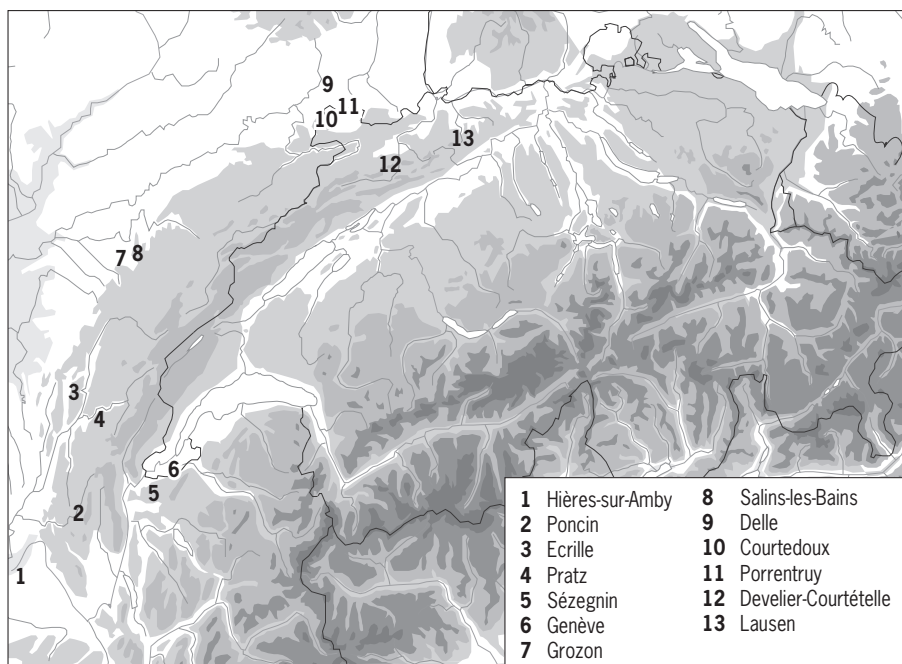 9
11
10
13
12
7 8
3
4
6
5
2
1
1 Hières-sur-Amby
2 Poncin
3 Ecrille
4 Pratz
5 Sézegnin
6 Genève
7 Grozon
8 Salins-les-Bains
9 Delle
10 Courtedoux
11 Porrentruy
12 Develier-Courtételle
13 Lausen